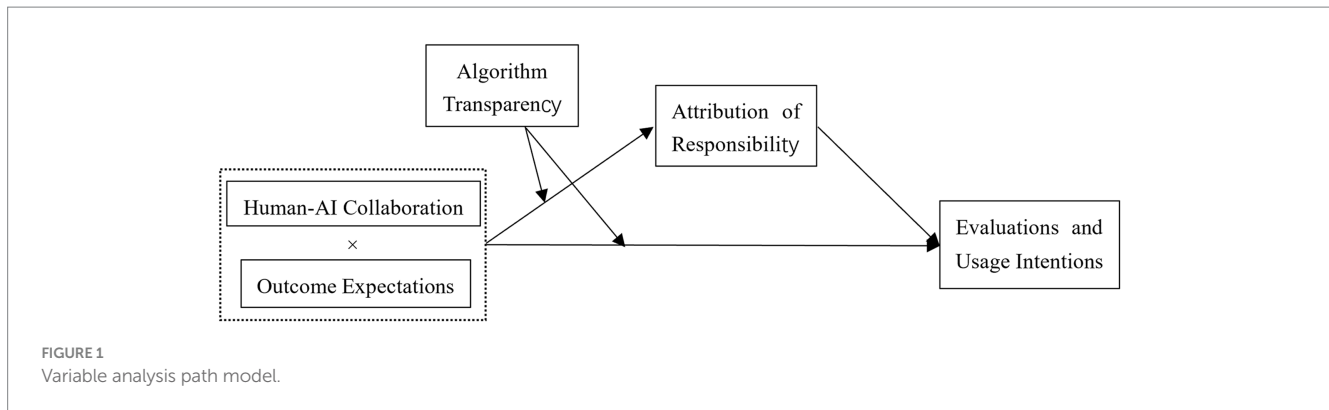 Algorithm
Transparency
Attribution of
Responsibility
Human-AI Collaboration
×
Outcome Expectations
Evaluations and
Usage Intentions
FIGURE 1
Variable analysis path model.